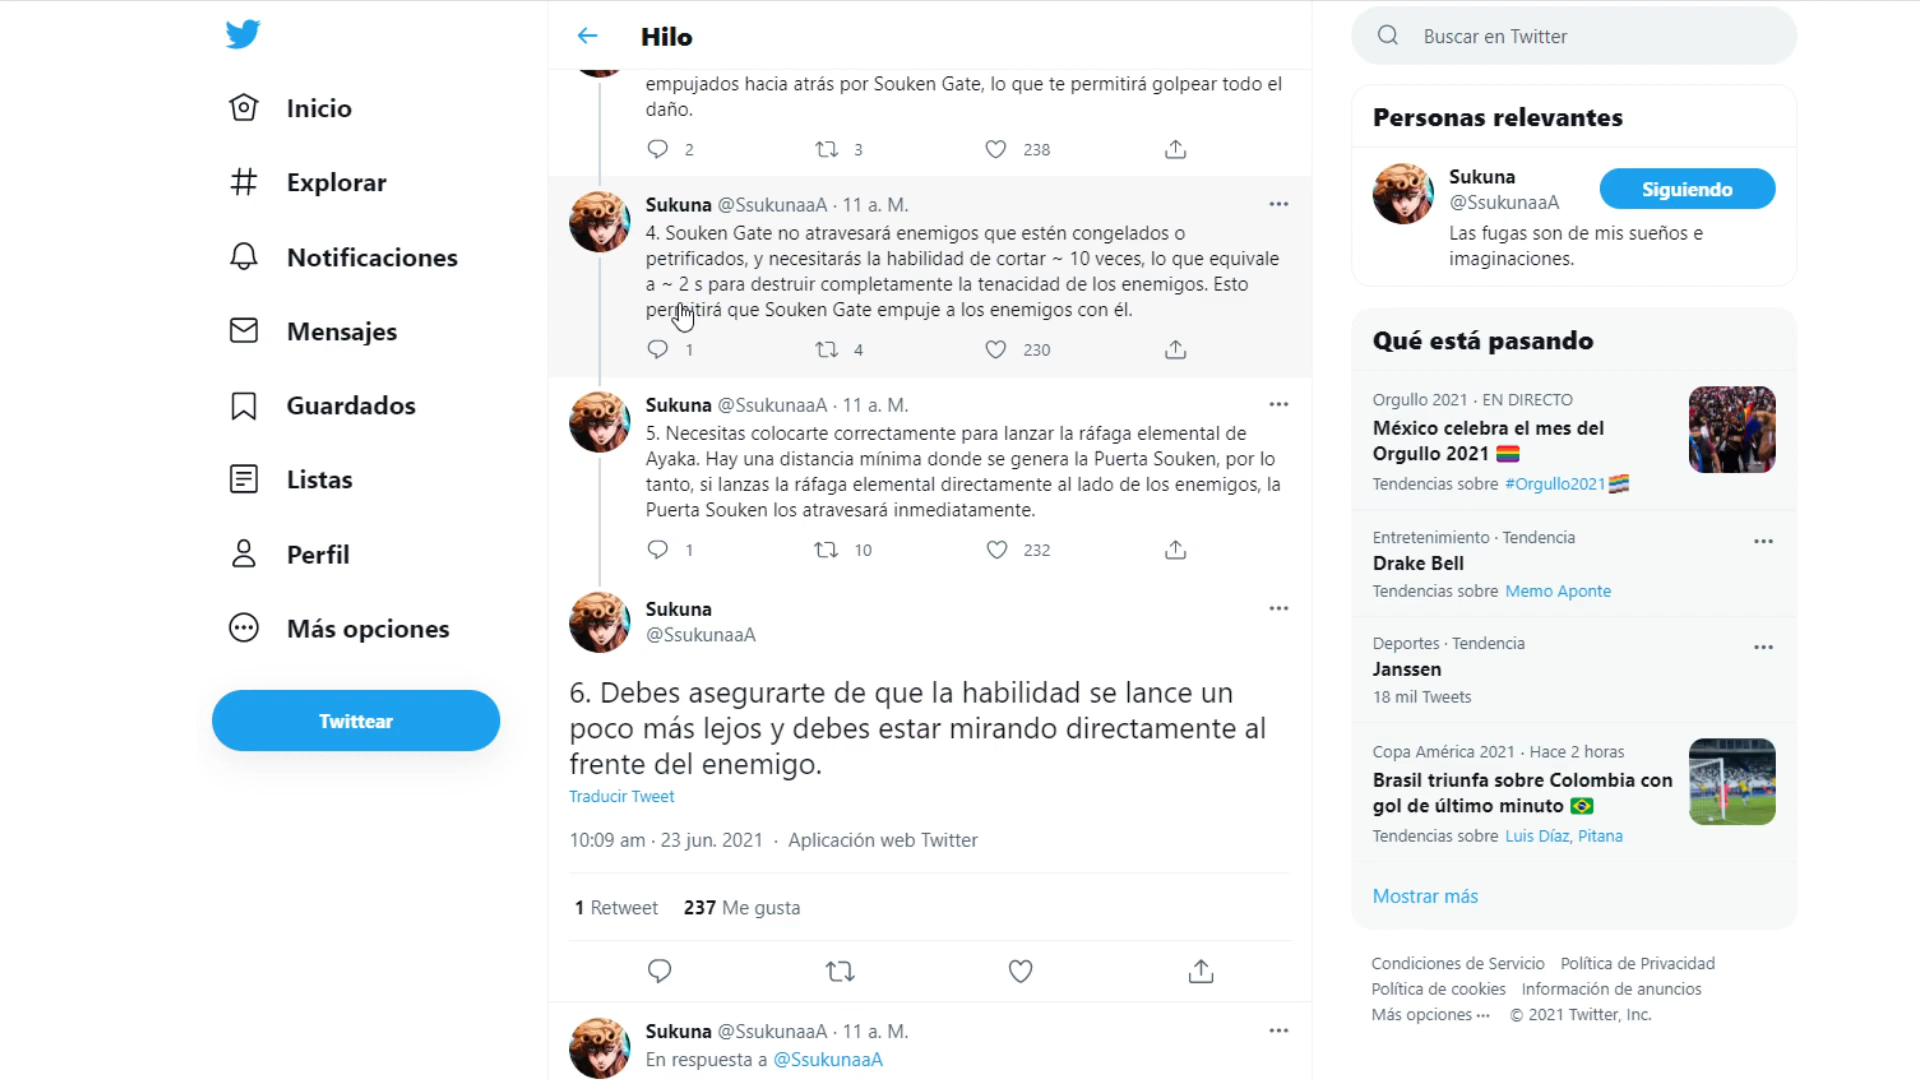 Inicio
Explorar
Notificaciones
Mensajes
Guardados
Listas
Perfil
Más opciones
Twittear
Hilo
empujados hacia atrás por Souken Gate, lo que te permitirá golpear todo el
daño.
2 3 238
Sukuna @SsukunaaA · 11 a. M.
4. Souken Gate no atravesará enemigos que estén congelados o
petrificados, y necesitarás la habilidad de cortar ~ 10 veces, lo que equivale
a ~ 2 s para destruir completamente la tenacidad de los enemigos. Esto
permitirá que Souken Gate empuje a los enemigos con él.
1 4 230
Sukuna @SsukunaaA · 11 a. M.
5. Necesitas colocarte correctamente para lanzar la ráfaga elemental de
Ayaka. Hay una distancia mínima donde se genera la Puerta Souken, por lo
tanto, si lanzas la ráfaga elemental directamente al lado de los enemigos, la
Puerta Souken los atravesará inmediatamente.
1 10 232
Sukuna
@SsukunaaA
6. Debes asegurarte de que la habilidad se lance un
poco más lejos y debes estar mirando directamente al
frente del enemigo.
Traducir Tweet
10:09 am · 23 jun. 2021 · Aplicación web Twitter
1 Retweet 237 Me gusta
Sukuna @SsukunaaA · 11 a. M.
En respuesta a @SsukunaaA
Buscar en Twitter
Personas relevantes
Sukuna
@SsukunaaA
Siguiendo
Las fugas son de mis sueños e
imaginaciones.
Qué está pasando
Orgullo 2021 · EN DIRECTO
México celebra el mes del
Orgullo 2021
Tendencias sobre #Orgullo2021
Entretenimiento · Tendencia
Drake Bell
Tendencias sobre Memo Aponte
Deportes · Tendencia
Janssen
18 mil Tweets
Copa América 2021 · Hace 2 horas
Brasil triunfa sobre Colombia con
gol de último minuto
Tendencias sobre Luis Díaz, Pitana
Mostrar más
Condiciones de Servicio Política de Privacidad
Política de cookies Información de anuncios
Más opciones ··· © 2021 Twitter, Inc.